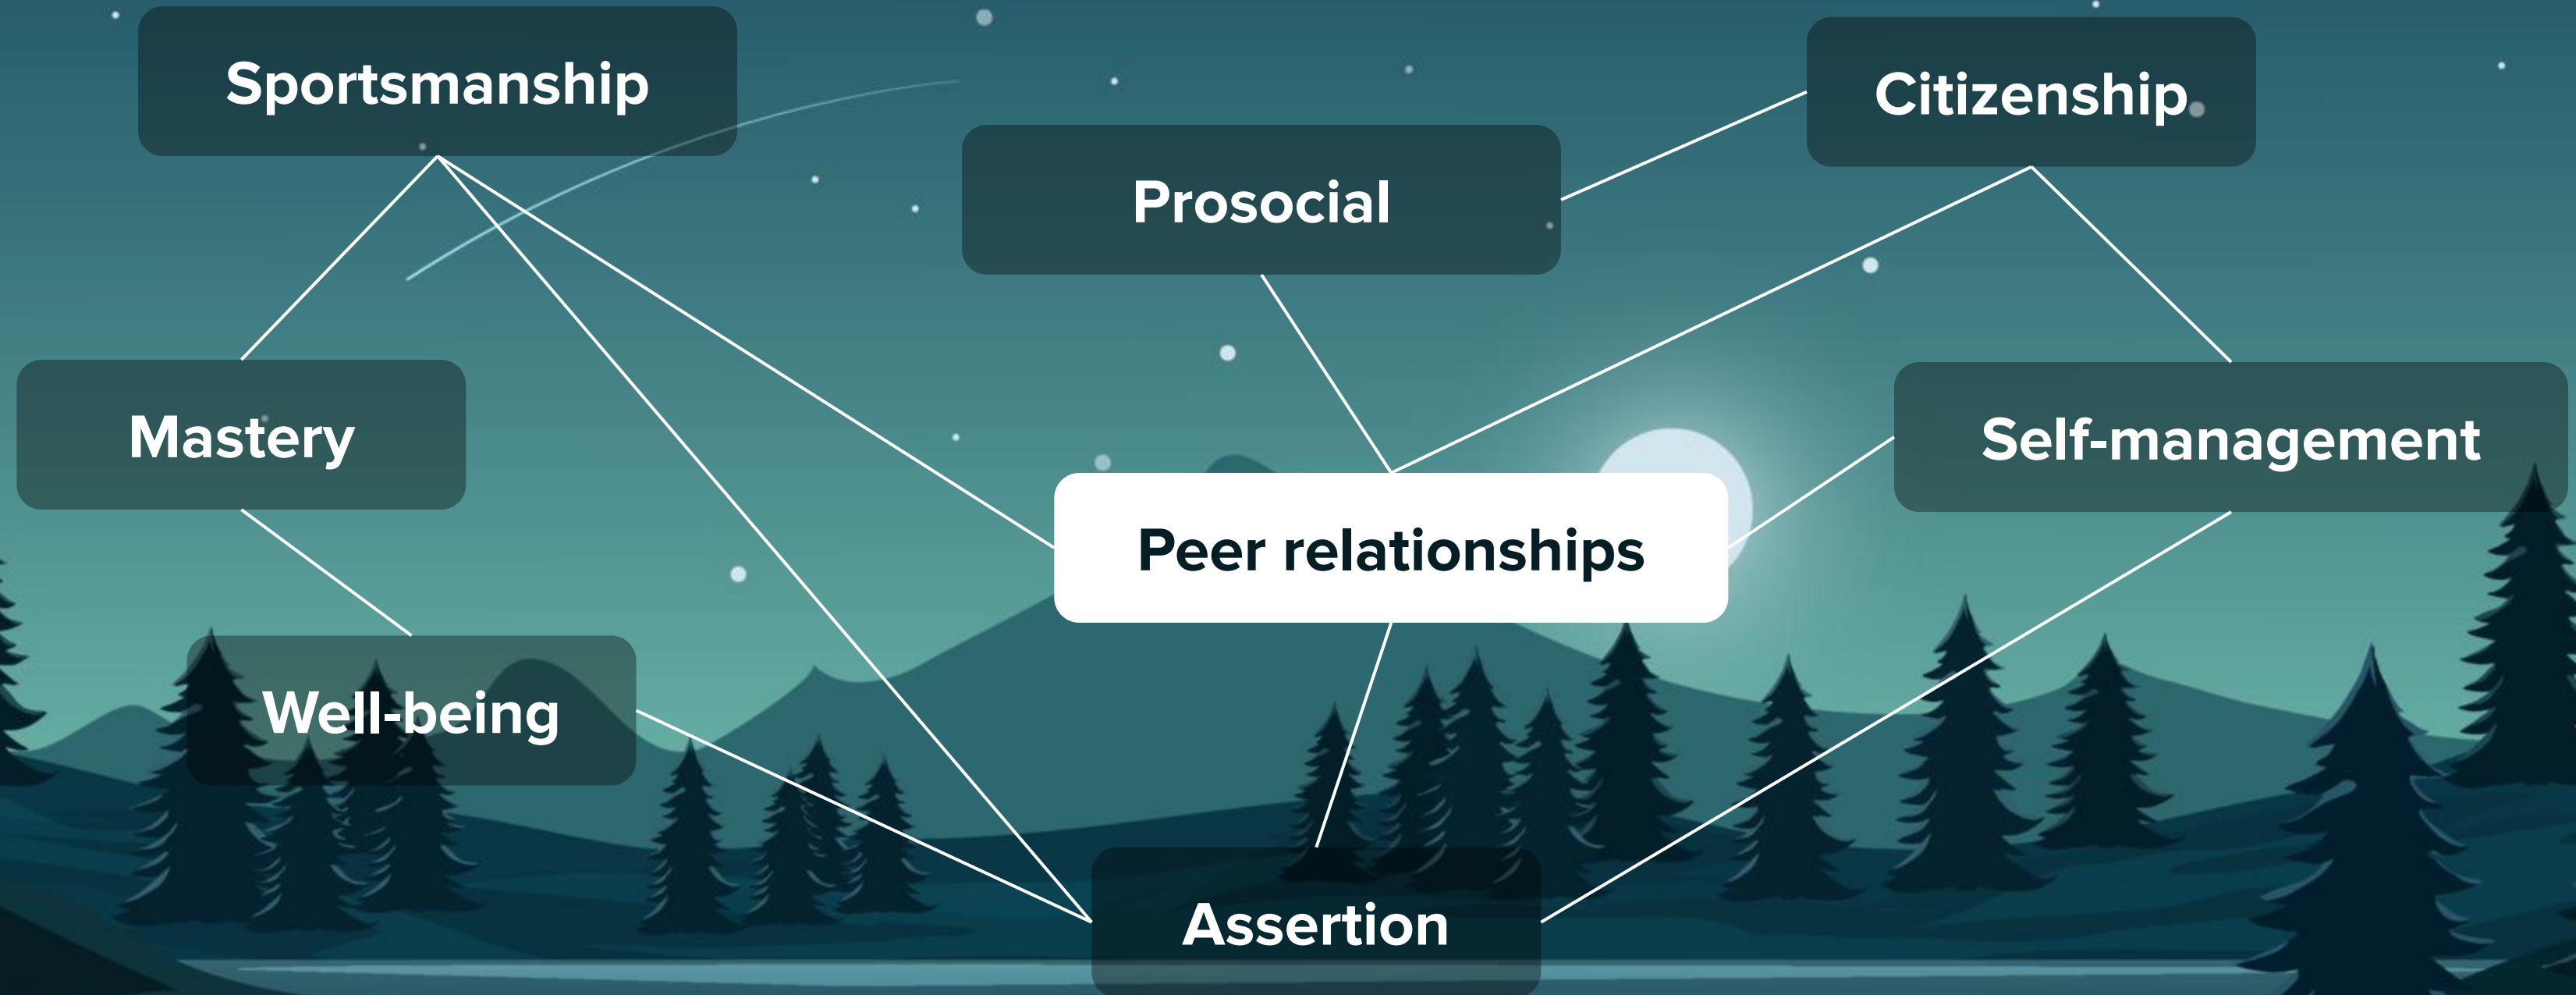 Sportsmanship
Citizenship
Prosocial
Mastery
Self-management
Peer relationships
Well-being
Assertion